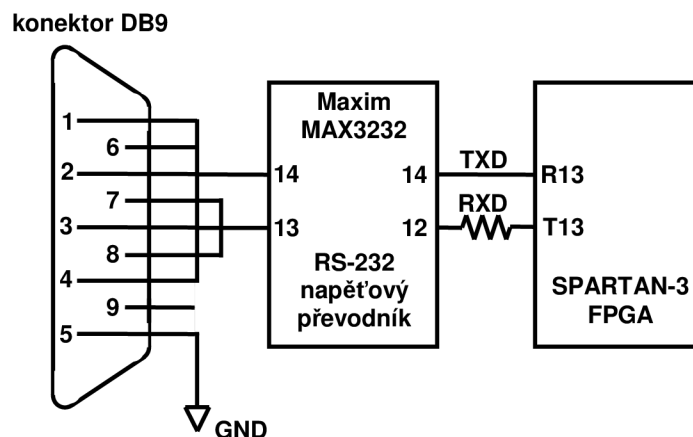 konektor DB9
1
6
2
7
3
8
4
9
5
GND
Maxim
MAX3232
14
13
14
12
RS-232
napěťový
převodník
TXD
RXD
R13
T13
SPARTAN-3
FPGA